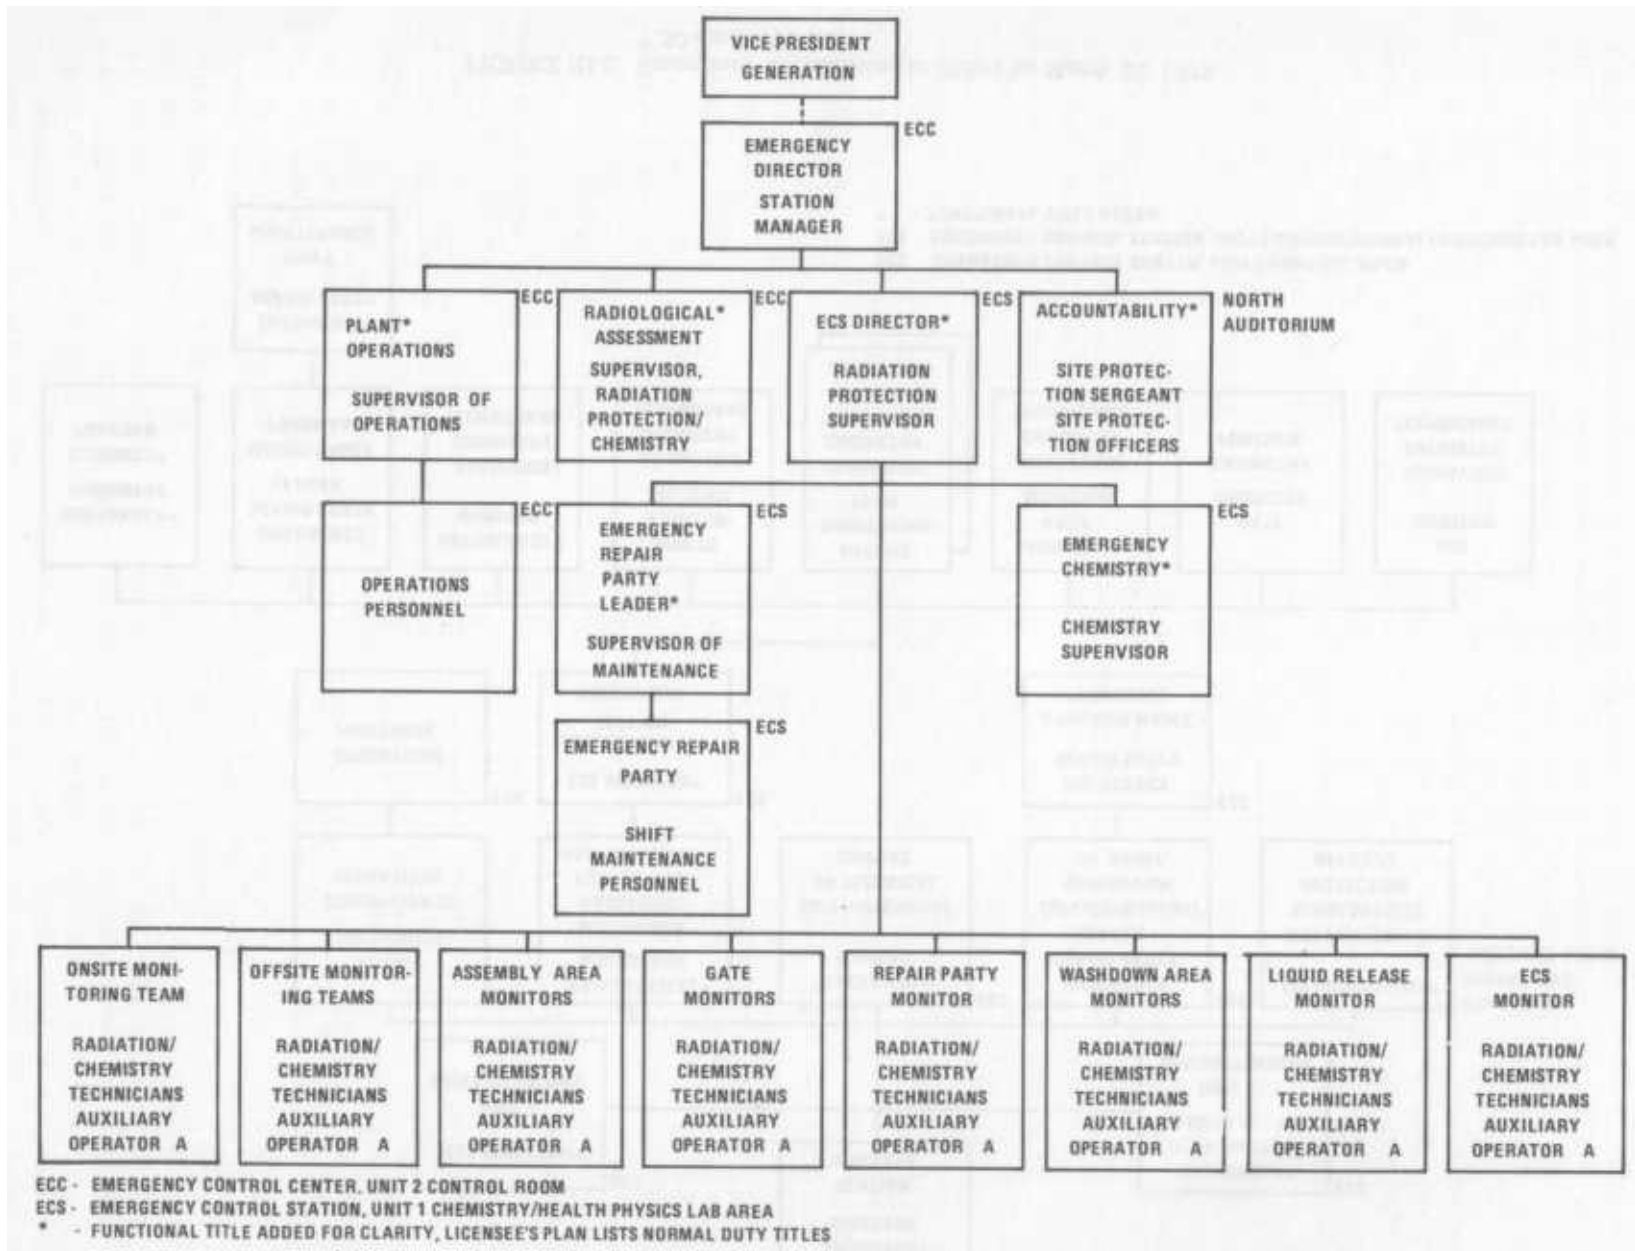 VICE PRESIDENT
GENERATION
ECC
EMERGENCY
DIRECTOR
STATION
MANAGER
ECC
PLANT*
OPERATIONS
SUPERVISOR OF
OPERATIONS
ECC
RADIOLOGICAL*
ASSESSMENT
SUPERVISOR,
RADIATION
PROTECTION/
CHEMISTRY
ECS
ECS DIRECTOR*
RADIATION
PROTECTION
SUPERVISOR
NORTH
AUDITORIUM
ACCOUNTABILITY*
SITE PROTEC-
TION SERGEANT
SITE PROTEC-
TION OFFICERS
ECC
OPERATIONS
PERSONNEL
ECS
EMERGENCY
REPAIR
PARTY
LEADER*
SUPERVISOR OF
MAINTENANCE
ECS
EMERGENCY
CHEMISTRY*
CHEMISTRY
SUPERVISOR
ECS
EMERGENCY REPAIR
PARTY
SHIFT
MAINTENANCE
PERSONNEL
ONSITE MONI-
TORING TEAM
RADIATION/
CHEMISTRY
TECHNICIANS
AUXILIARY
OPERATOR A
OFFSITE MONITOR-
ING TEAMS
RADIATION/
CHEMISTRY
TECHNICIANS
AUXILIARY
OPERATOR A
ASSEMBLY AREA
MONITORS
RADIATION/
CHEMISTRY
TECHNICIANS
AUXILIARY
OPERATOR A
GATE
MONITORS
RADIATION/
CHEMISTRY
TECHNICIANS
AUXILIARY
OPERATOR A
REPAIR PARTY
MONITOR
RADIATION/
CHEMISTRY
TECHNICIANS
AUXILIARY
OPERATOR A
WASHDOWN AREA
MONITORS
RADIATION/
CHEMISTRY
TECHNICIANS
AUXILIARY
OPERATOR A
LIQUID RELEASE
MONITOR
RADIATION/
CHEMISTRY
TECHNICIANS
AUXILIARY
OPERATOR A
ECS
MONITOR
RADIATION/
CHEMISTRY
TECHNICIANS
AUXILIARY
OPERATOR A
ECC - EMERGENCY CONTROL CENTER, UNIT 2 CONTROL ROOM
ECS - EMERGENCY CONTROL STATION, UNIT 1 CHEMISTRY/HEALTH PHYSICS LAB AREA
* - FUNCTIONAL TITLE ADDED FOR CLARITY, LICENSEE'S PLAN LISTS NORMAL DUTY TITLES